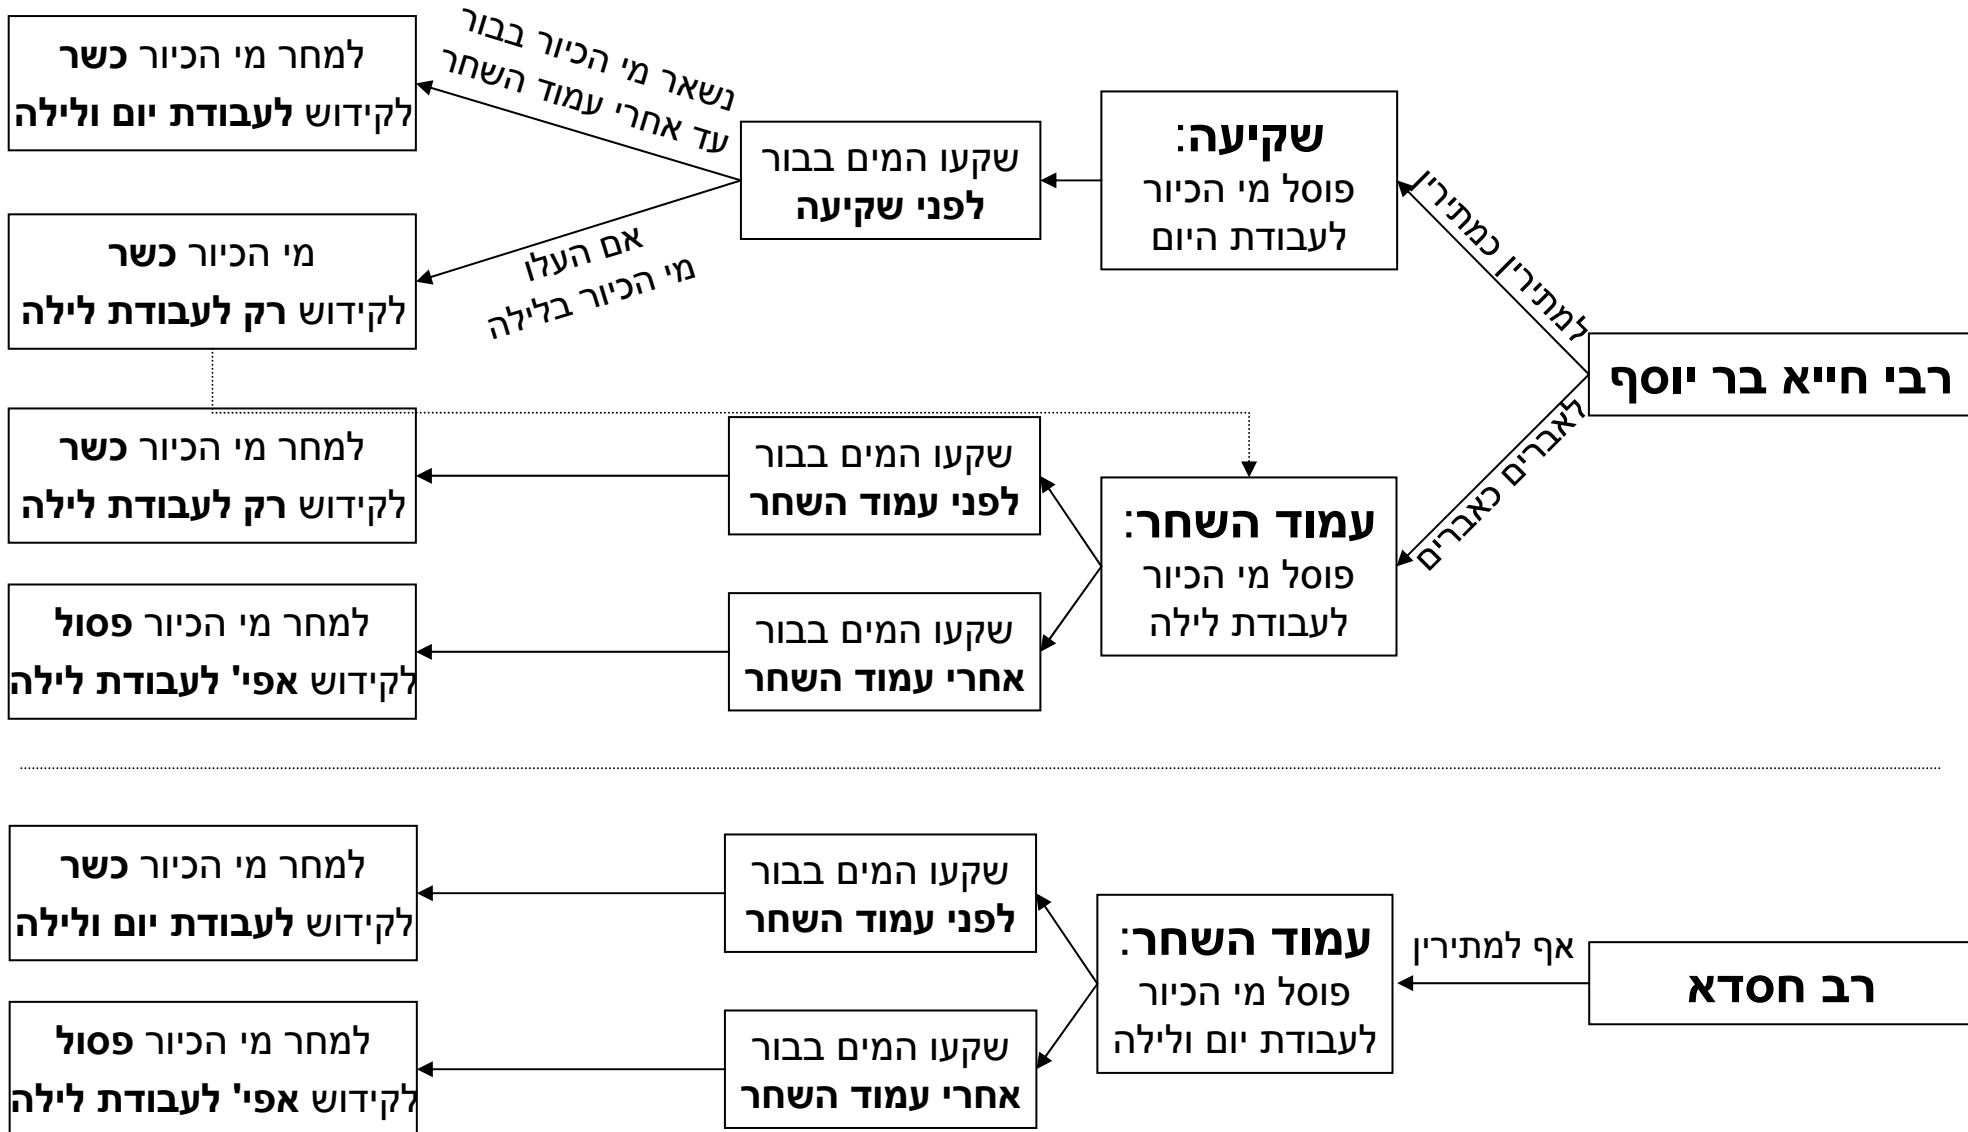 רבי חייא בר יוסף
למתירין כמתירין
שקיעה:
פוסל מי הכיור
לעבודת היום
שקעו המים בבור
לפני שקיעה
נשאר מי הכיור בבור
עד אחרי עמוד השחר
למחר מי הכיור כשר
לקידוש לעבודת יום ולילה
אם העלו
מי הכיור בלילה
מי הכיור כשר
לקידוש רק לעבודת לילה
לאברים כאברים
עמוד השחר:
פוסל מי הכיור
לעבודת לילה
שקעו המים בבור
לפני עמוד השחר
למחר מי הכיור כשר
לקידוש רק לעבודת לילה
שקעו המים בבור
אחרי עמוד השחר
למחר מי הכיור פסול
לקידוש אפי' לעבודת לילה
רב חסדא
אף למתירין
עמוד השחר:
פוסל מי הכיור
לעבודת יום ולילה
שקעו המים בבור
לפני עמוד השחר
למחר מי הכיור כשר
לקידוש לעבודת יום ולילה
שקעו המים בבור
אחרי עמוד השחר
למחר מי הכיור פסול
לקידוש אפי' לעבודת לילה